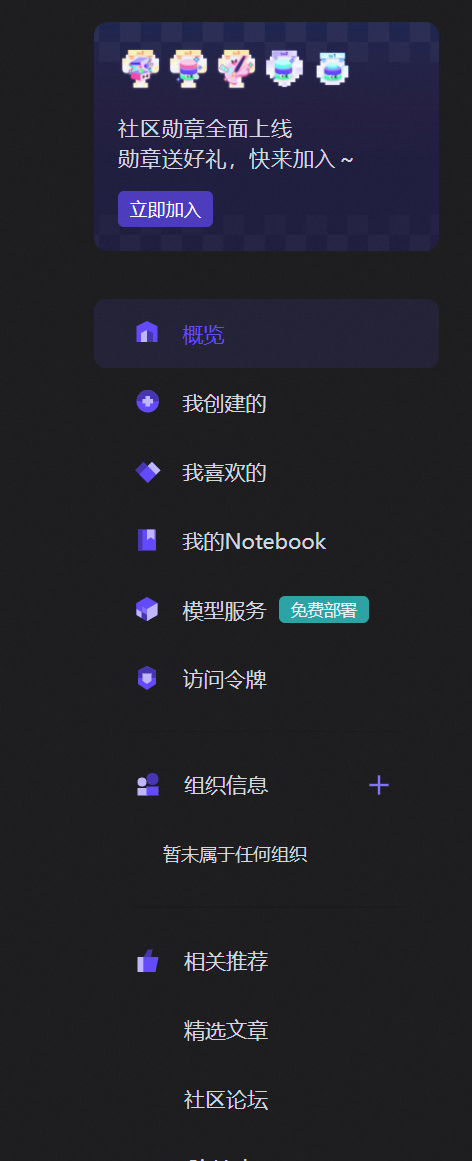 社区勋章全面上线
勋章送好礼，快来加入 ~
立即加入
概览
我创建的
我喜欢的
我的Notebook
模型服务 免费部署
访问令牌
组织信息
暂未属于任何组织
相关推荐
精选文章
社区论坛